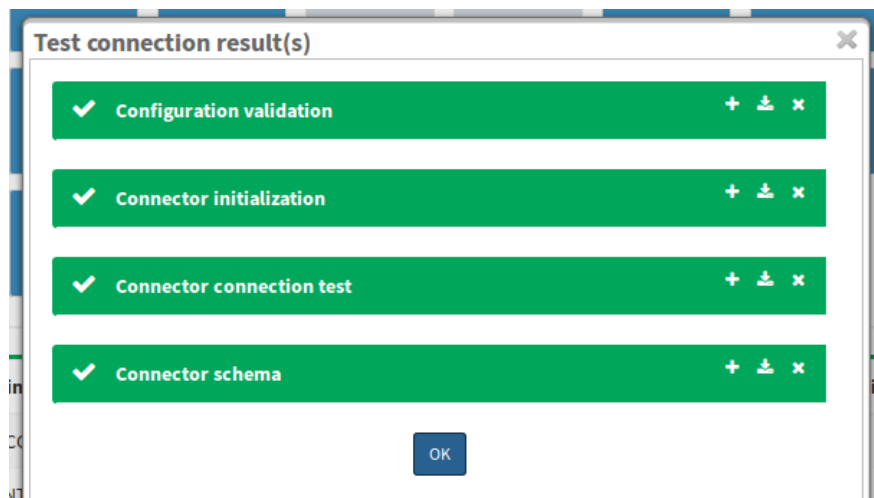 Test connection result(s)
Configuration validation
Connector initialization
Connector connection test
Connector schema
OK